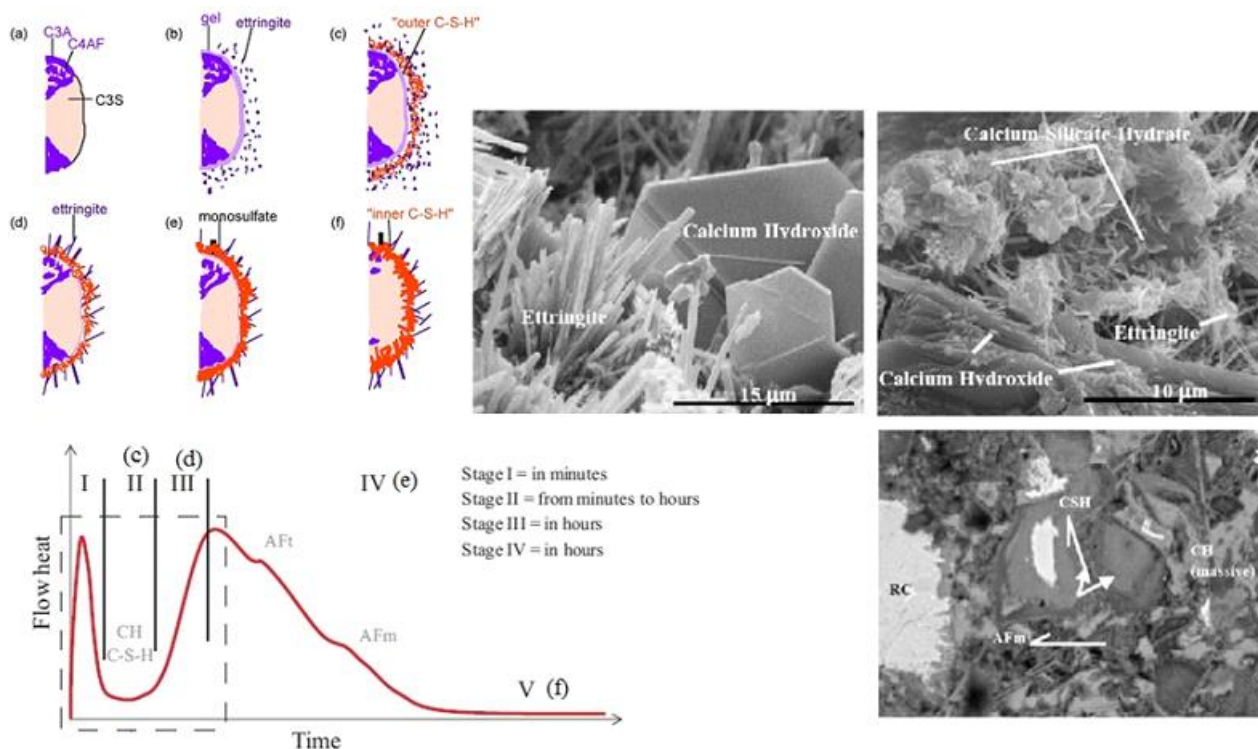 (a)
C3A
C4AF
C3S
(b)
gel
ettringite
(c)
"outer C-S-H"
(d)
ettringite
(e)
monosulfate
(f)
"inner C-S-H"
Calcium Hydroxide
Ettringite
15 μm
Calcium Silicate Hydrate
Ettringite
Calcium Hydroxide
10 μm
(c)
(d)
I
II
III
IV (e)
Stage I = in minutes
Stage II = from minutes to hours
Stage III = in hours
Stage IV = in hours
Flow heat
CH
C-S-H
AFt
AFm
V (f)
Time
CSH
RC
CH
(massive)
AFm